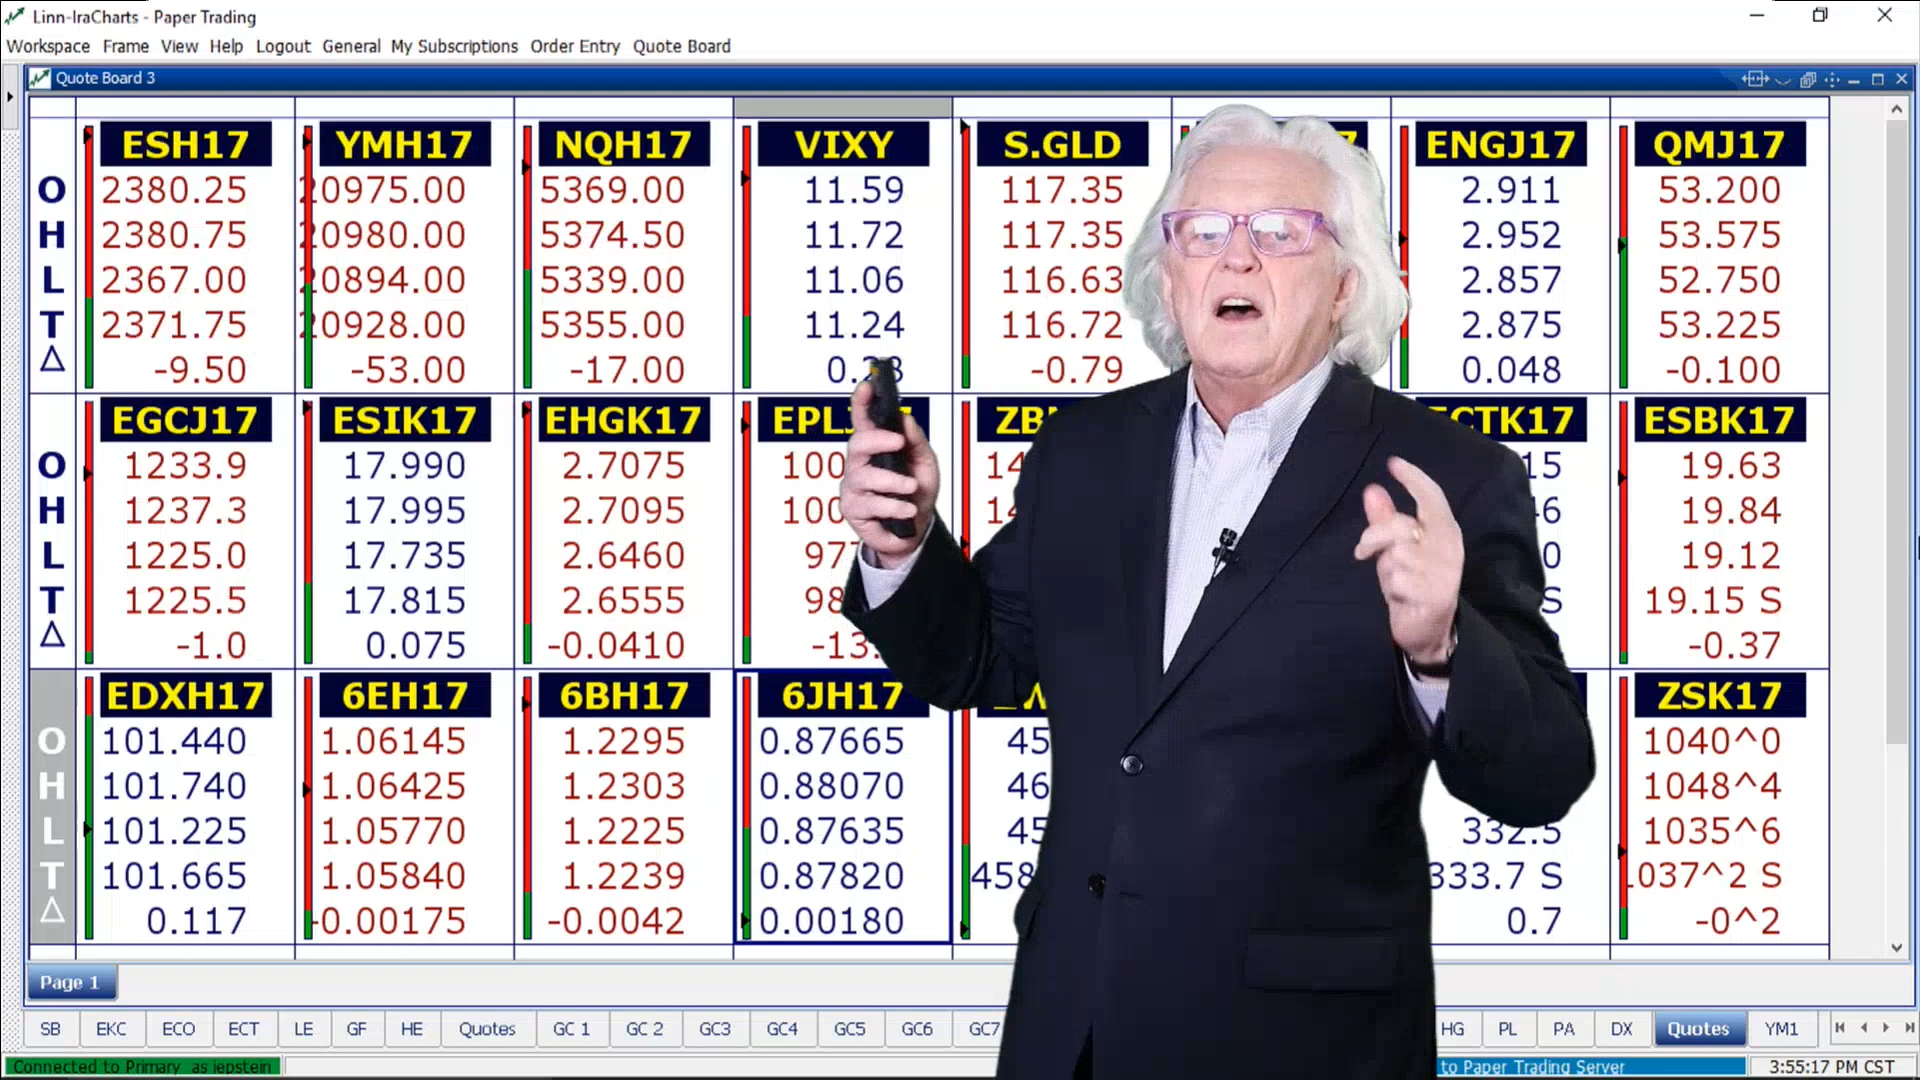 Linn-IraCharts - Paper Trading
Workspace Frame View Help Logout General My Subscriptions Order Entry Quote Board
Quote Board 3
ESH17 YMH17 NQH17 VIXY S.GLD ENGJ17 QMJ17
O 2380.25 20975.00 5369.00 11.59 117.35 2.911 53.200
H 2380.75 20980.00 5374.50 11.72 117.35 2.952 53.575
L 2367.00 20894.00 5339.00 11.06 116.63 2.857 52.750
T 2371.75 20928.00 5355.00 11.24 116.72 2.875 53.225
Δ -9.50 -53.00 -17.00 -0.79 0.048 -0.100
EGCJ17 ESIK17 EHGK17 ESBK17
O 1233.9 17.990 2.7075 19.63
H 1237.3 17.995 2.7095 19.84
L 1225.0 17.735 2.6460 19.12
T 1225.5 17.815 2.6555 19.15 S
Δ -1.0 0.075 -0.0410 -0.37
EDXH17 6EH17 6BH17 6JH17 ZSK17
O 101.440 1.06145 1.2295 0.87665 1040^0
H 101.740 1.06425 1.2303 0.88070 1048^4
L 101.225 1.05770 1.2225 0.87635 332.5 1035^6
T 101.665 1.05840 1.2239 0.87820 333.7 S 1037^2 S
Δ 0.117 -0.00175 -0.0042 0.00180 0.7 -0^2
Page 1
SB EKC ECO ECT LE GF HE Quotes GC 1 GC 2 GC3 GC4 GC5 GC6 GC7 HG PL PA DX Quotes YM1
Connected to Primary as iepstein to Paper Trading Server 3:55:17 PM CST